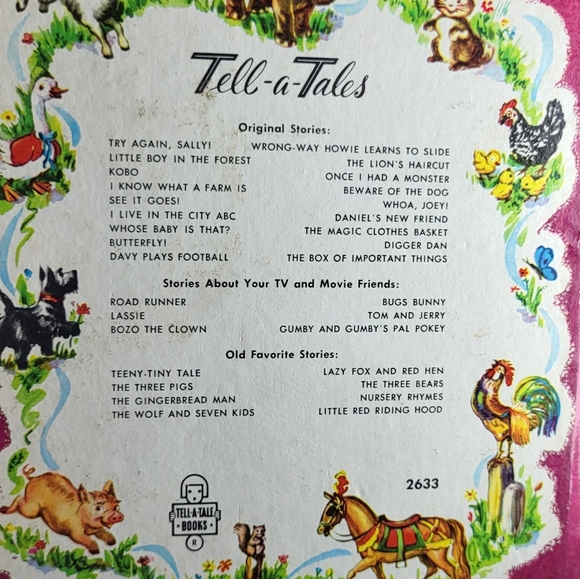 Tell-a-Tales
Original Stories:
TRY AGAIN, SALLY!
LITTLE BOY IN THE FOREST
KOBO
I KNOW WHAT A FARM IS
SEE IT GOES!
I LIVE IN THE CITY ABC
WHOSE BABY IS THAT?
BUTTERFLY!
DAVY PLAYS FOOTBALL
WRONG-WAY HOWIE LEARNS TO SLIDE
THE LION'S HAIRCUT
ONCE I HAD A MONSTER
BEWARE OF THE DOG
WHOA, JOEY!
DANIEL'S NEW FRIEND
THE MAGIC CLOTHES BASKET
DIGGER DAN
THE BOX OF IMPORTANT THINGS
Stories About Your TV and Movie Friends:
ROAD RUNNER
LASSIE
BOZO THE CLOWN
BUGS BUNNY
TOM AND JERRY
GUMBY AND GUMBY'S PAL POKEY
Old Favorite Stories:
TEENY-TINY TALE
THE THREE PIGS
THE GINGERBREAD MAN
THE WOLF AND SEVEN KIDS
LAZY FOX AND RED HEN
THE THREE BEARS
NURSERY RHYMES
LITTLE RED RIDING HOOD
2633
TELL-A-TALE
BOOKS
R